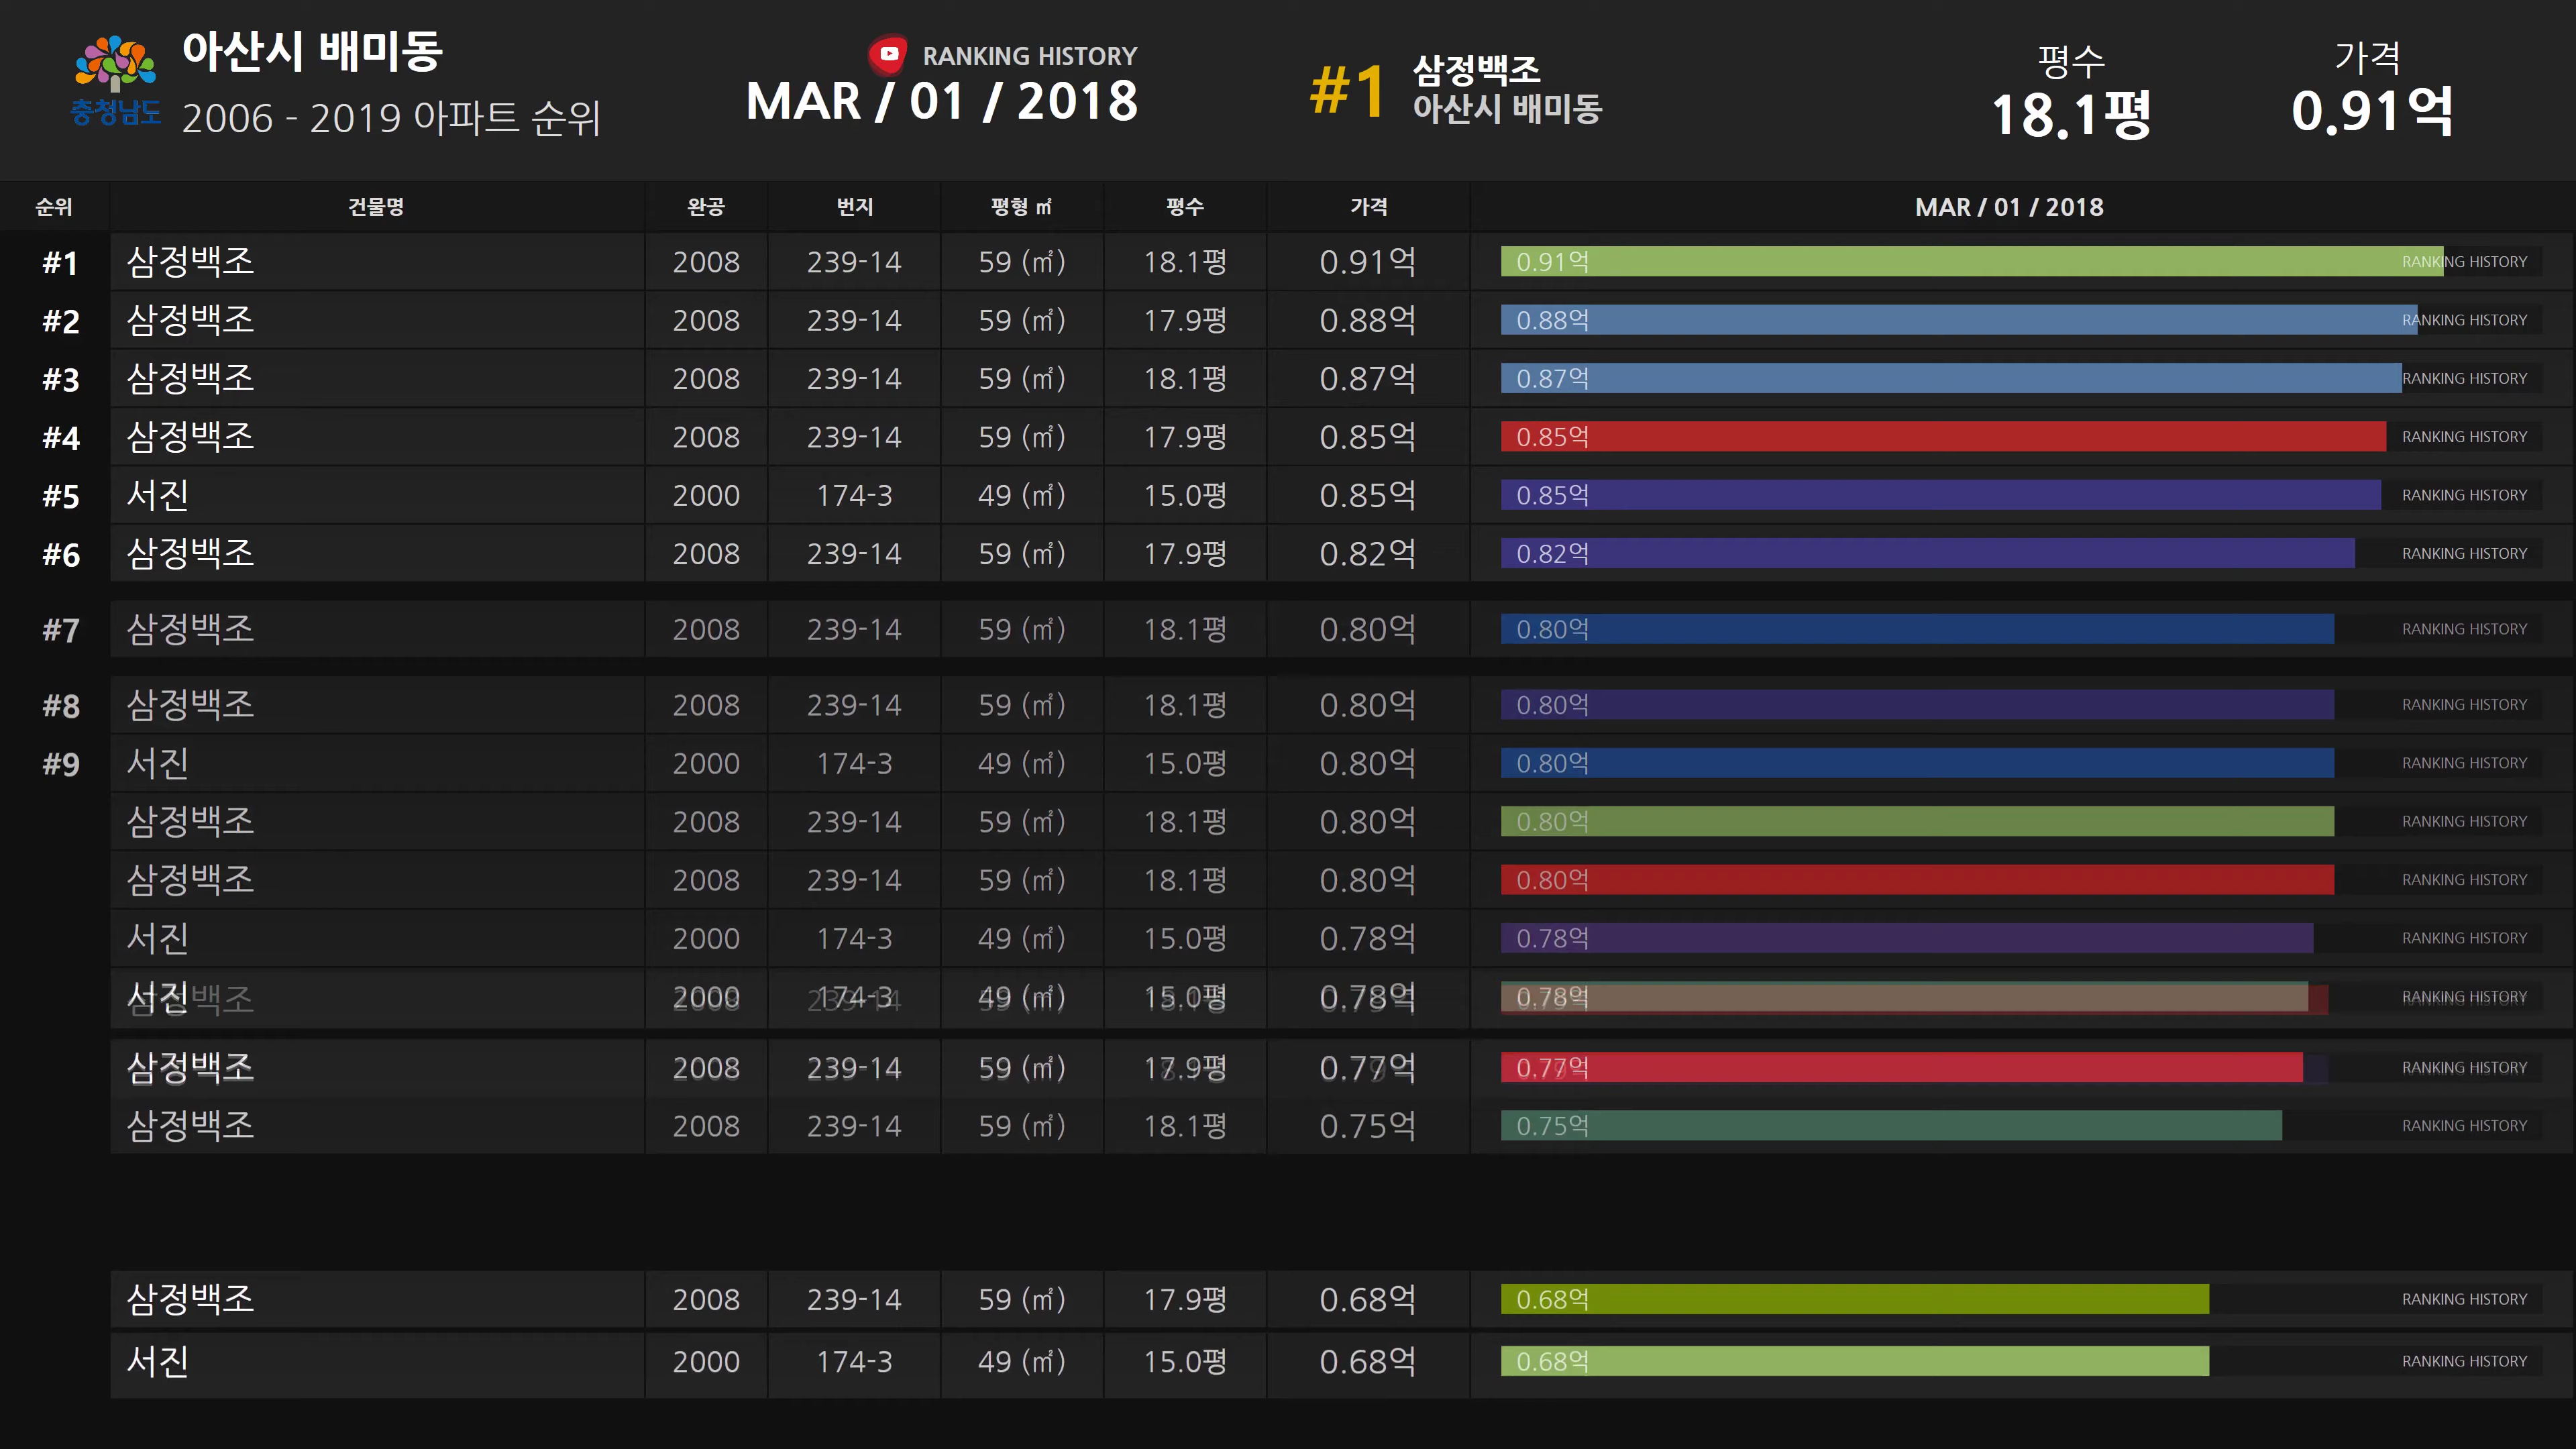 충청남도
아산시 배미동
2006 - 2019 아파트 순위
RANKING HISTORY
MAR / 01 / 2018
#1
삼정백조
아산시 배미동
평수
18.1평
가격
0.91억
순위 건물명 완공 번지 평형 ㎡ 평수 가격 MAR / 01 / 2018
#1 삼정백조 2008 239-14 59 (㎡) 18.1평 0.91억 0.91억 RANKING HISTORY
#2 삼정백조 2008 239-14 59 (㎡) 17.9평 0.88억 0.88억 RANKING HISTORY
#3 삼정백조 2008 239-14 59 (㎡) 18.1평 0.87억 0.87억 RANKING HISTORY
#4 삼정백조 2008 239-14 59 (㎡) 17.9평 0.85억 0.85억 RANKING HISTORY
#5 서진 2000 174-3 49 (㎡) 15.0평 0.85억 0.85억 RANKING HISTORY
#6 삼정백조 2008 239-14 59 (㎡) 17.9평 0.82억 0.82억 RANKING HISTORY
#7 삼정백조 2008 239-14 59 (㎡) 18.1평 0.80억 0.80억 RANKING HISTORY
#8 삼정백조 2008 239-14 59 (㎡) 18.1평 0.80억 0.80억 RANKING HISTORY
#9 서진 2000 174-3 49 (㎡) 15.0평 0.80억 0.80억 RANKING HISTORY
삼정백조 2008 239-14 59 (㎡) 18.1평 0.80억 0.80억 RANKING HISTORY
삼정백조 2008 239-14 59 (㎡) 18.1평 0.80억 0.80억 RANKING HISTORY
서진 2000 174-3 49 (㎡) 15.0평 0.78억 0.78억 RANKING HISTORY
서진 2000 174-3 49 (㎡) 15.0평 0.78억 0.78억 RANKING HISTORY
삼정백조 2008 239-14 59 (㎡) 17.9평 0.77억 0.77억 RANKING HISTORY
삼정백조 2008 239-14 59 (㎡) 18.1평 0.75억 0.75억 RANKING HISTORY
삼정백조 2008 239-14 59 (㎡) 17.9평 0.68억 0.68억 RANKING HISTORY
서진 2000 174-3 49 (㎡) 15.0평 0.68억 0.68억 RANKING HISTORY